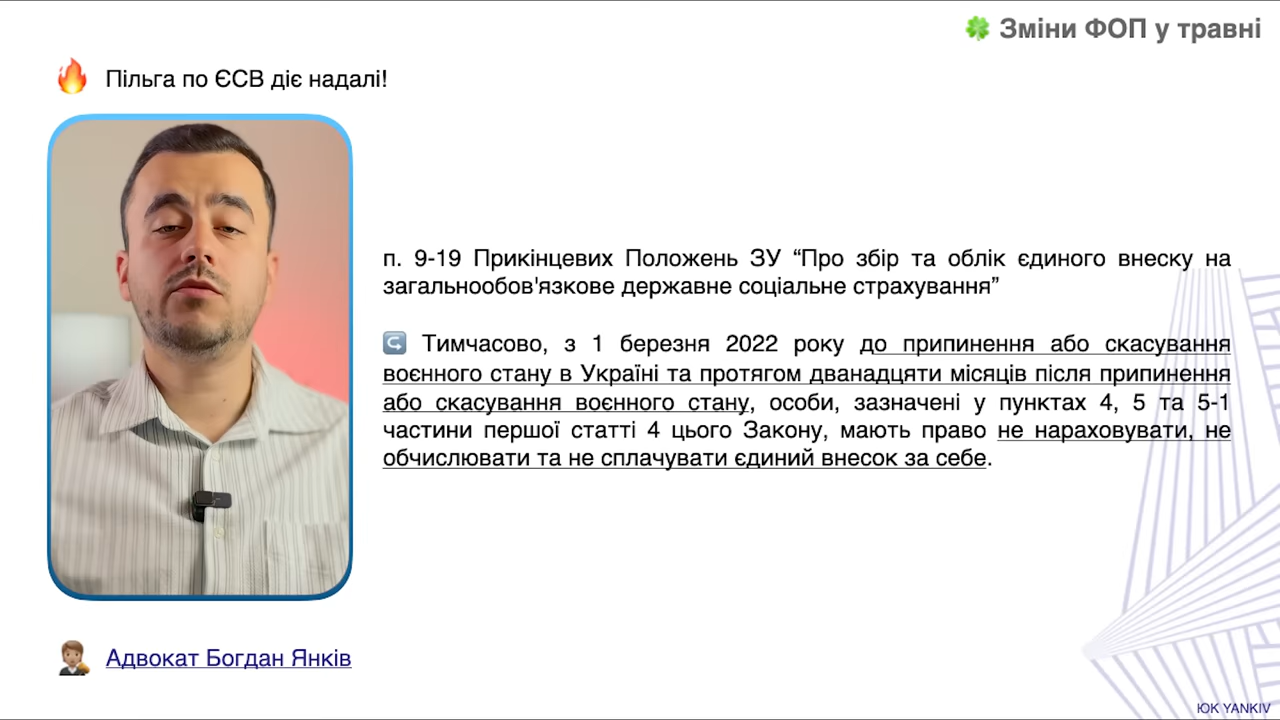 Зміни ФОП у травні
Пільга по ЄСВ діє надалі!
п. 9-19 Прикінцевих Положень ЗУ “Про збір та облік єдиного внеску на
загальнообов'язкове державне соціальне страхування”
Тимчасово, з 1 березня 2022 року до припинення або скасування
воєнного стану в Україні та протягом дванадцяти місяців після припинення
або скасування воєнного стану, особи, зазначені у пунктах 4, 5 та 5-1
частини першої статті 4 цього Закону, мають право не нараховувати, не
обчислювати та не сплачувати єдиний внесок за себе.
Адвокат Богдан Янків
ЮК YANKIV